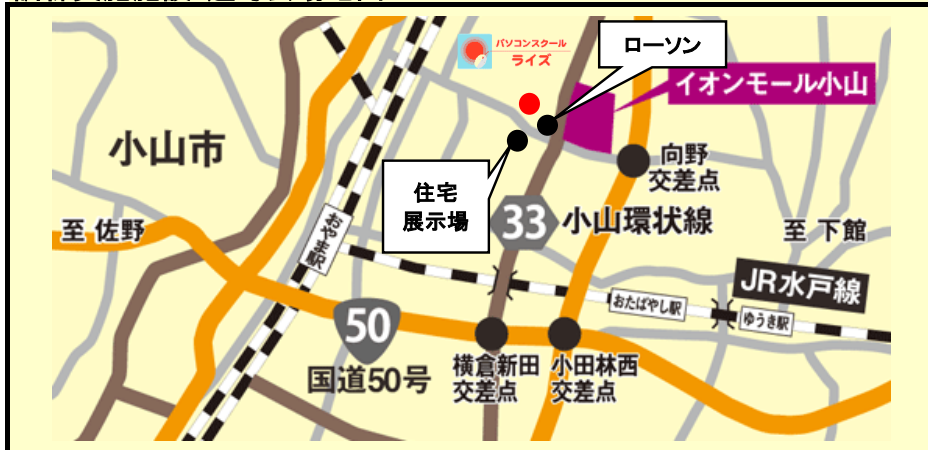 パソコンスクール
ライズ
ローソン
イオンモール小山
小山市
向野
交差点
住宅
展示場
33
小山環状線
至 佐野
至 下館
おやま駅
JR水戸線
おたばやし駅
ゆうき駅
50
国道50号
横倉新田
交差点
小田林西
交差点